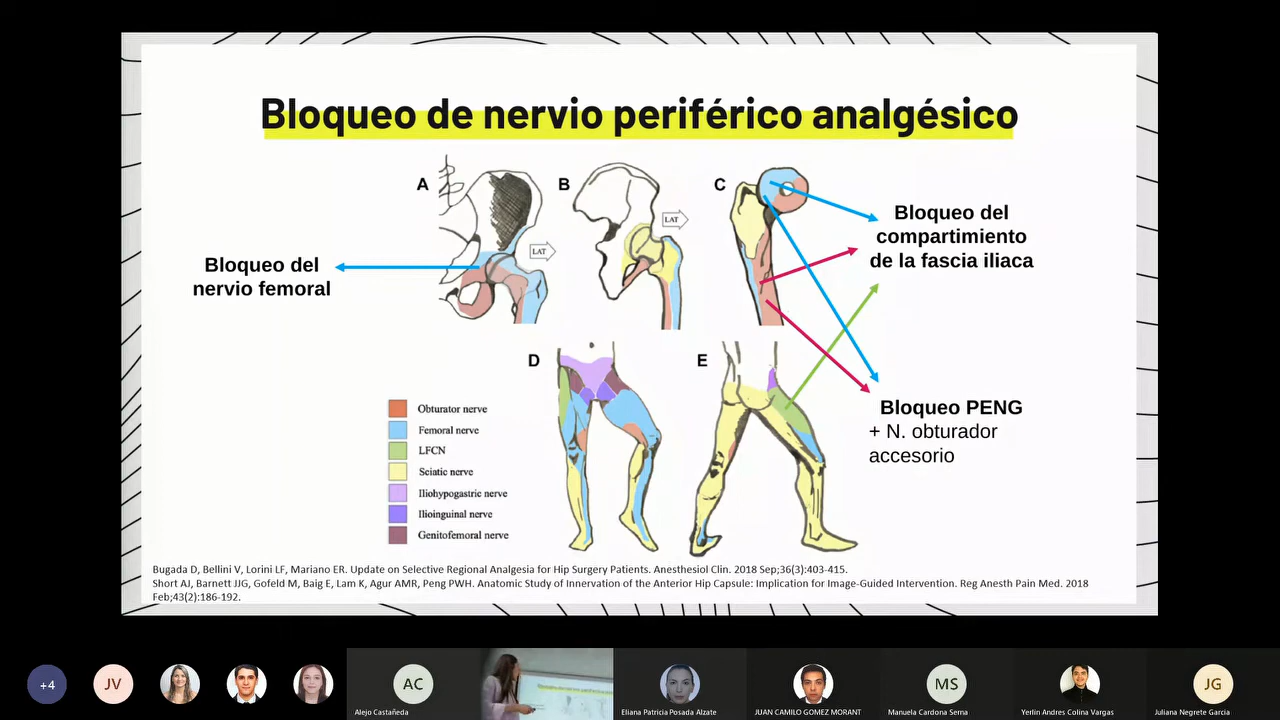 Bloqueo de nervio periférico analgésico
A
B
C
LAT
LAT
Bloqueo del
nervio femoral
Bloqueo del
compartimiento
de la fascia iliaca
D
E
Bloqueo PENG
+ N. obturador
accesorio
Obturator nerve
Femoral nerve
LFCN
Sciatic nerve
Iliohypogastric nerve
Ilioinguinal nerve
Genitofemoral nerve
Bugada D, Bellini V, Lorini LF, Mariano ER. Update on Selective Regional Analgesia for Hip Surgery Patients. Anesthesiol Clin. 2018 Sep;36(3):403-415.
Short AJ, Barnett JJG, Gofeld M, Baig E, Lam K, Agur AMR, Peng PWH. Anatomic Study of Innervation of the Anterior Hip Capsule: Implication for Image-Guided Intervention. Reg Anesth Pain Med. 2018
Feb;43(2):186-192.
+4
JV
AC
MS
JG
Alejo Castañeda
Eliana Patricia Posada Alzate
JUAN CAMILO GOMEZ MORANT
Manuela Cardona Serna
Yerlin Andres Colina Vargas
Juliana Negrete Garcia